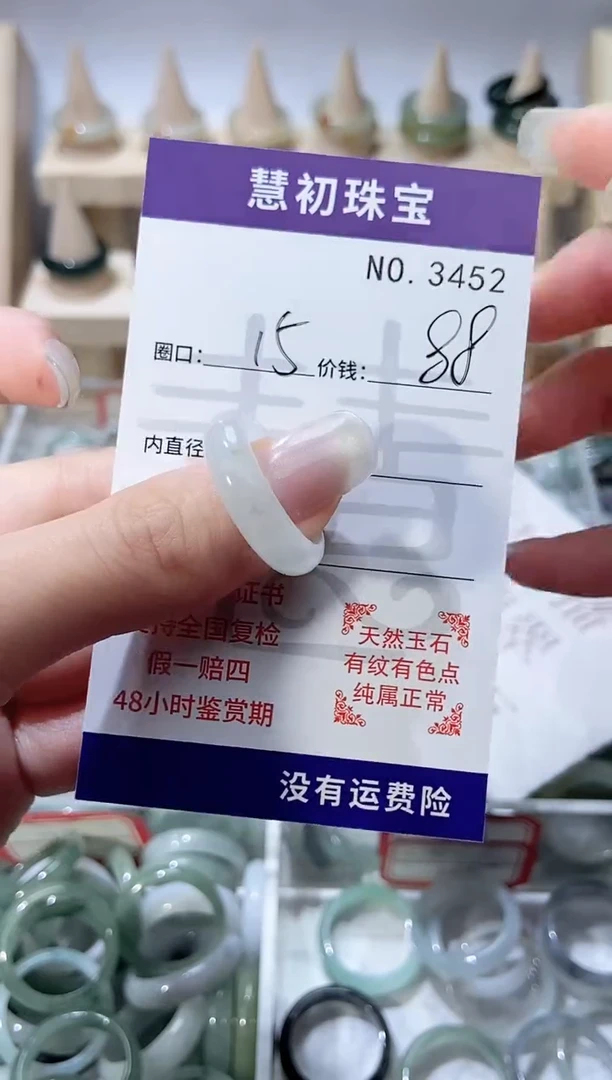 慧初珠宝
NO. 3452
圈口: 15 价钱: 88
内直径
证书
持全国复检
假一赔四
48小时鉴赏期
天然玉石
有纹有色点
纯属正常
没有运费险